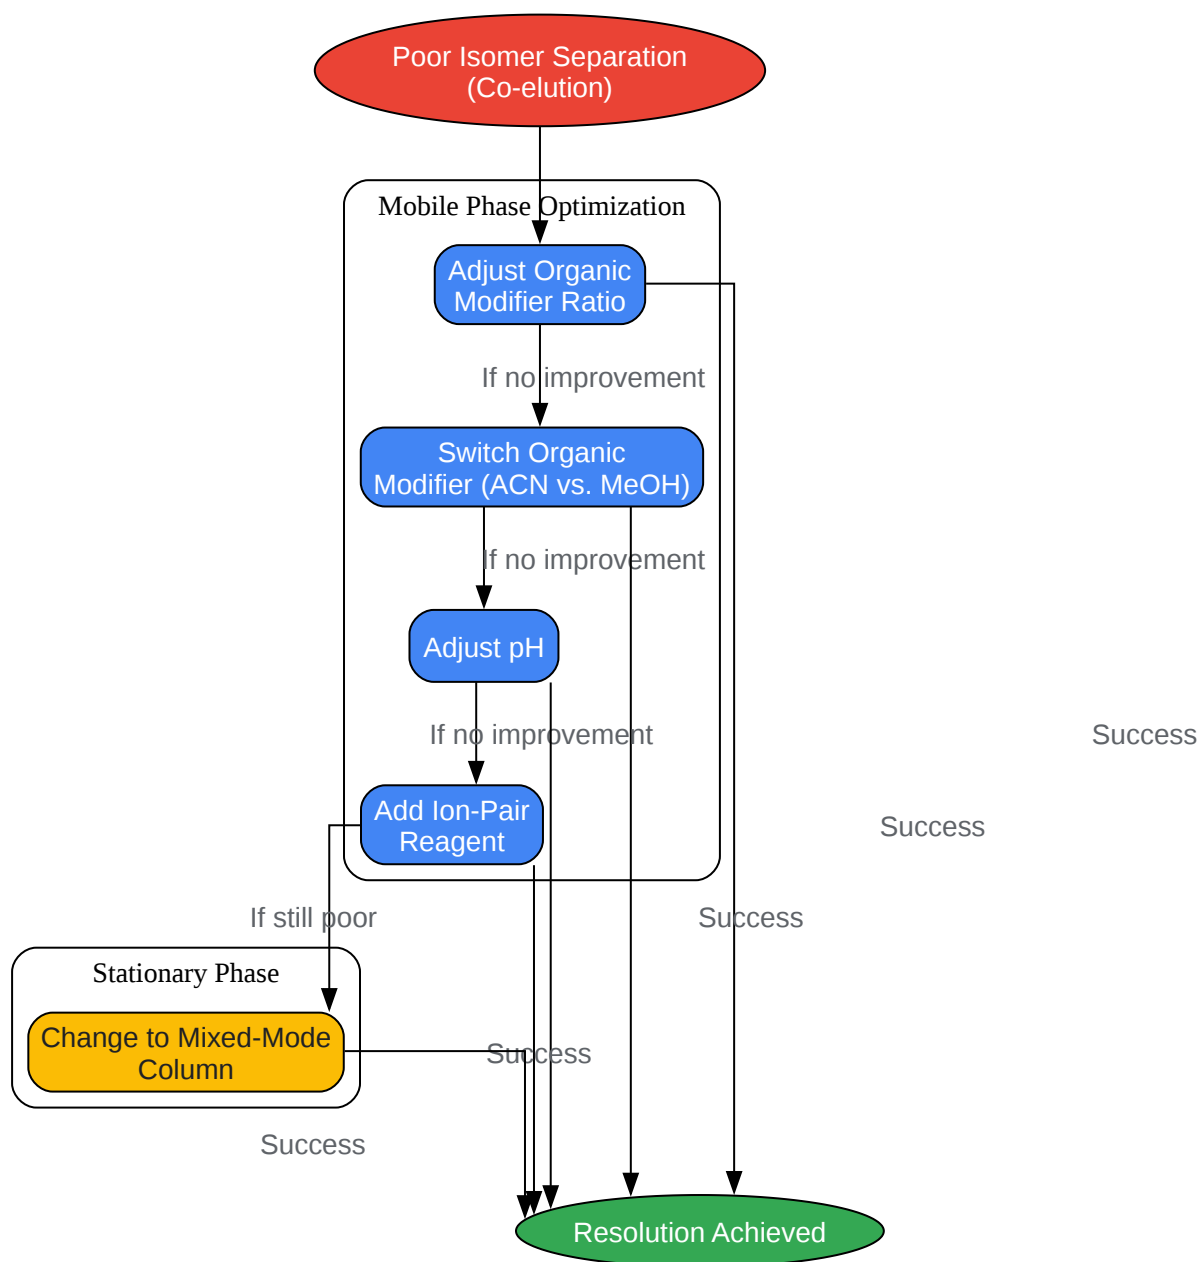 Poor Isomer Separation
(Co-elution)
Mobile Phase Optimization
Adjust Organic
Modifier Ratio
If no improvement
Switch Organic
Modifier (ACN vs. MeOH)
If no improvement
Adjust pH
If no improvement
Success
Add Ion-Pair
Reagent
Success
If still poor
Success
Stationary Phase
Change to Mixed-Mode
Column
Success
Success
Resolution Achieved